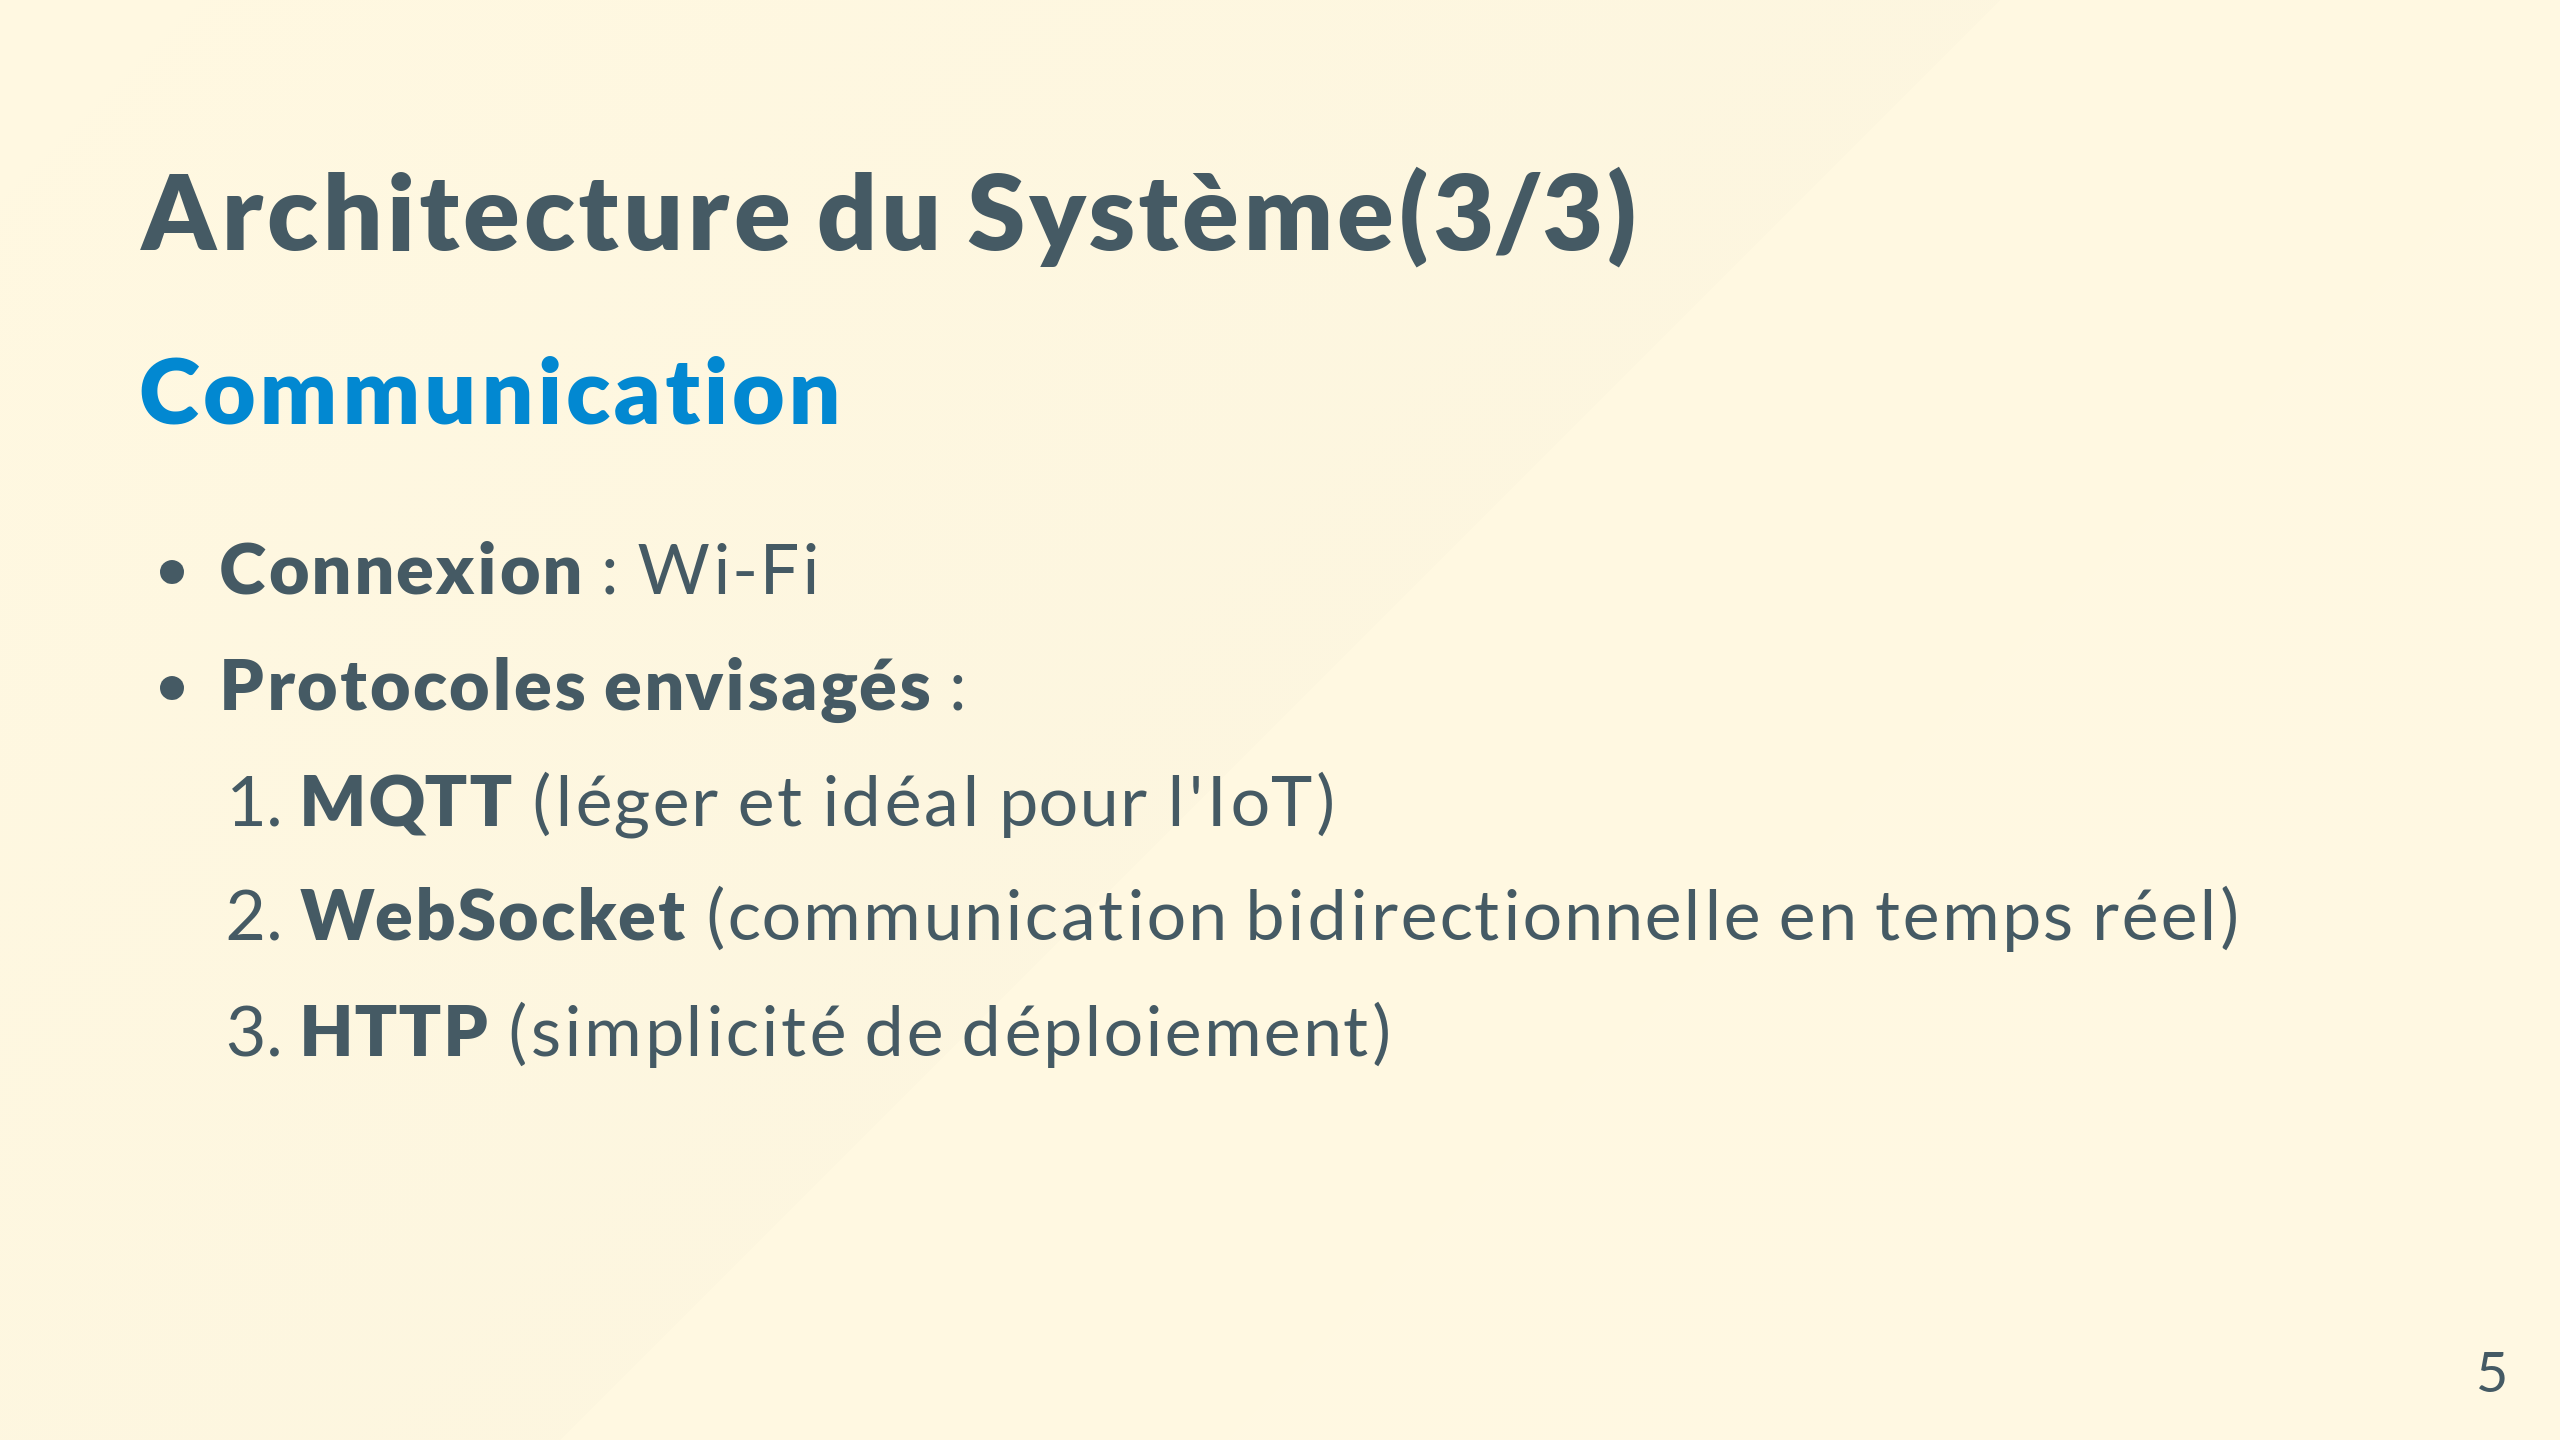 Architecture du Système(3/3)
Communication
• Connexion : Wi-Fi
• Protocoles envisagés :
1. MQTT (léger et idéal pour l'IoT)
2. WebSocket (communication bidirectionnelle en temps réel)
3. HTTP (simplicité de déploiement)
5